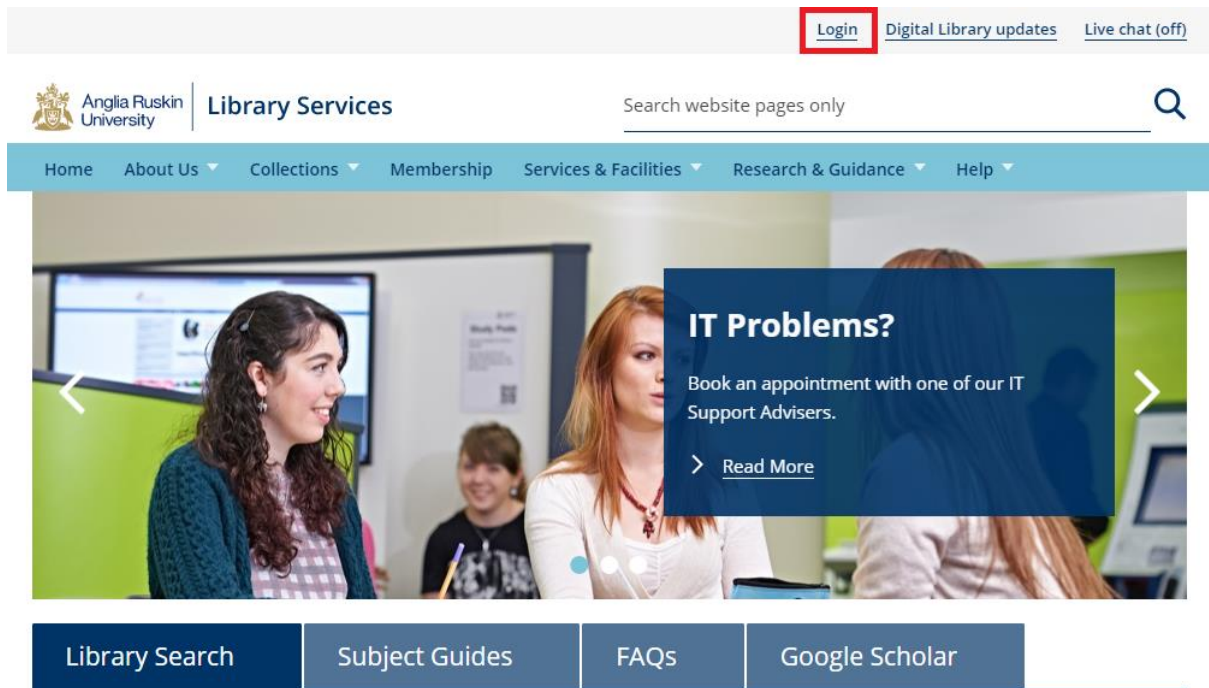 Login Digital Library updates Live chat (off)
Anglia Ruskin
University
Library Services
Search website pages only
Home About Us Collections Membership Services & Facilities Research & Guidance Help
IT Problems?
Book an appointment with one of our IT
Support Advisers.
Read More
Study Pods
Library Search Subject Guides FAQs Google Scholar